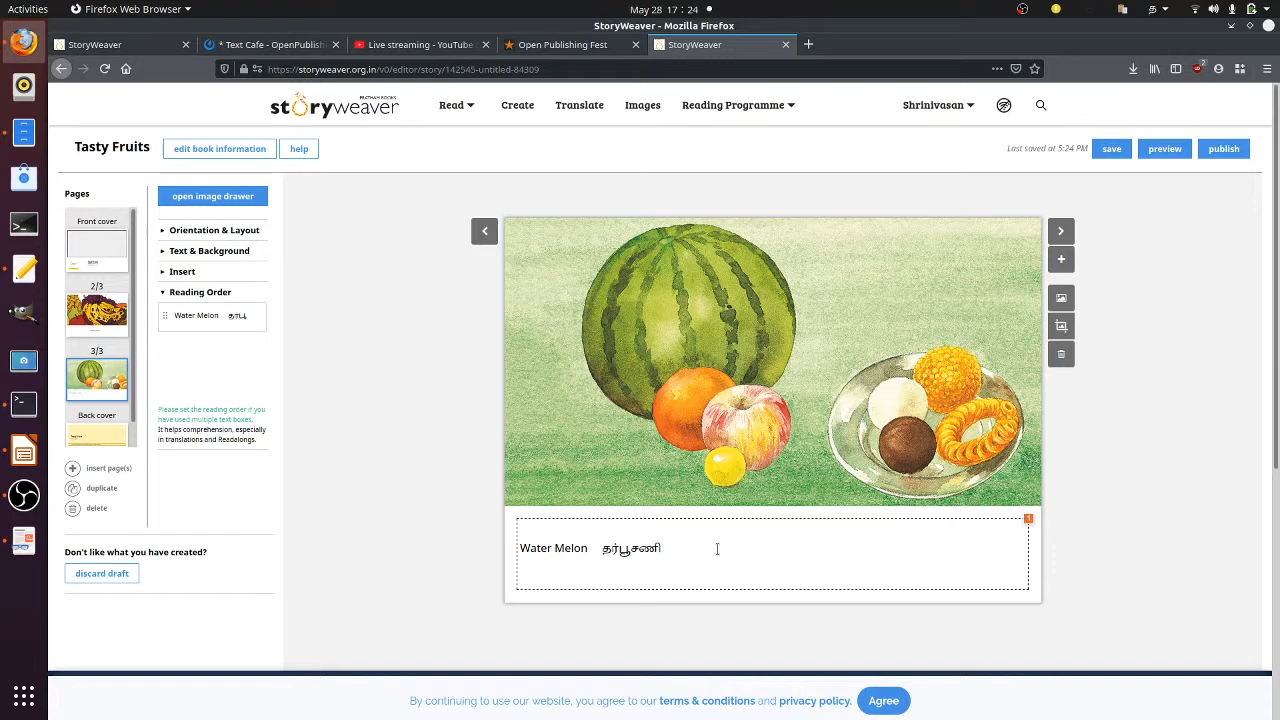 Activities Firefox Web Browser May 28 17:24
StoryWeaver - Mozilla Firefox
StoryWeaver * Text Cafe - OpenPublish Live streaming - YouTube Open Publishing Fest StoryWeaver
https://storyweaver.org.in/v0/editor/story/142545-untitled-84309
PRATHAM BOOKS
storyweaver Read Create Translate Images Reading Programme Shrinivasan
Tasty Fruits edit book information help Last saved at 5:24 PM save preview publish
Pages open image drawer
Front cover
Orientation & Layout
Text & Background
Insert
2/3
Reading Order
Water Melon தர்பூ
3/3
Please set the reading order if you
have used multiple text boxes.
It helps comprehension, especially
in translations and Readalongs.
Back cover
insert page(s)
duplicate
delete
1
Water Melon தர்பூசணி
Don't like what you have created?
discard draft
By continuing to use our website, you agree to our terms & conditions and privacy policy. Agree